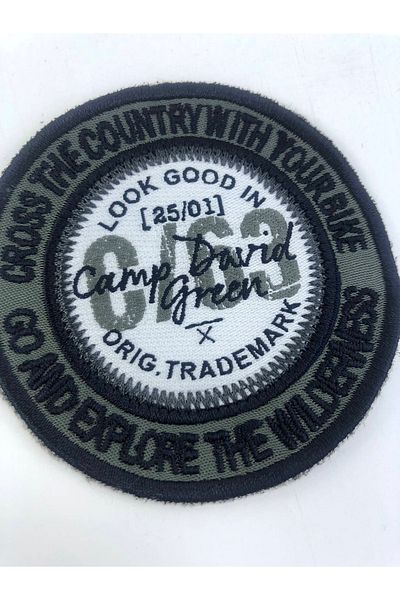 CROSS THE COUNTRY WITH YOUR BIKE
LOOK GOOD IN
[25/01]
C/63
Camp David
Green
X
ORIG. TRADEMARK
GO AND EXPLORE THE WILDERNESS